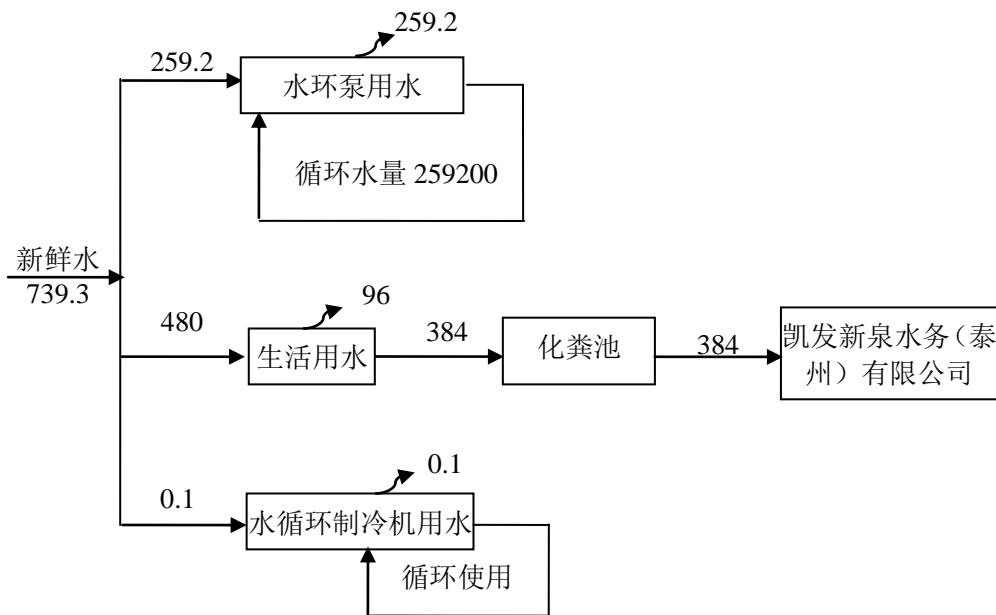 259.2
259.2
水环泵用水
循环水量 259200
新鲜水
739.3
480
96
生活用水
384
化粪池
384
凯发新泉水务（泰
州）有限公司
0.1
0.1
水循环制冷机用水
循环使用